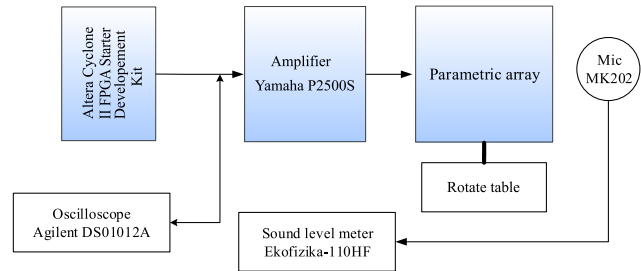 Altera Cyclone
II FPGA Starter
Developement
Kit
Amplifier
Yamaha P2500S
Parametric array
Mic
MK202
Rotate table
Oscilloscope
Agilent DS01012A
Sound level meter
Ekofizika-110HF